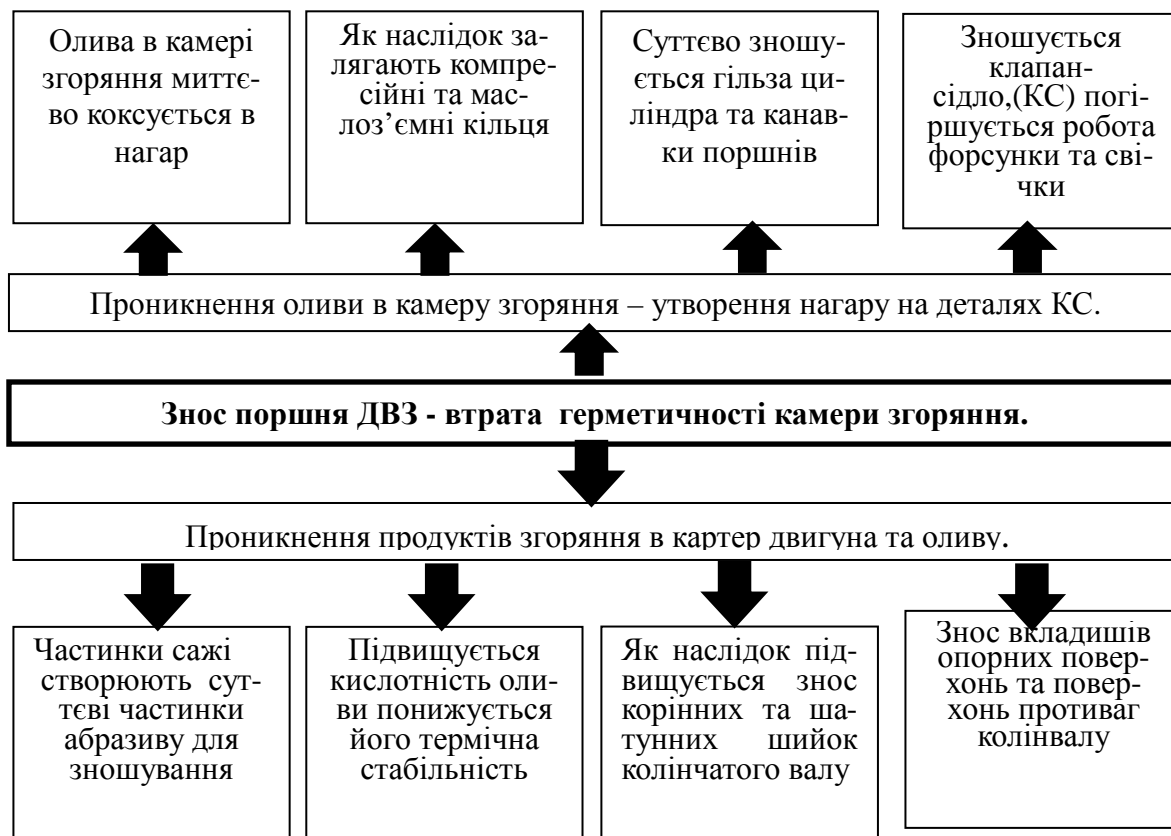 Олива в камері
згоряння миттє-
во коксується в
нагар
Як наслідок за-
лягають компре-
сійні та мас-
лоз’ємні кільця
Суттєво зношу-
ється гільза ци-
ліндра та канав-
ки поршнів
Зношується
клапан-
сідло,(КС) погі-
ршується робота
форсунки та сві-
чки
Проникнення оливи в камеру згоряння – утворення нагару на деталях КС.
Знос поршня ДВЗ - втрата герметичності камери згоряння.
Проникнення продуктів згоряння в картер двигуна та оливу.
Частинки сажі
створюють сут-
тєві частинки
абразиву для
зношування
Підвищується
кислотність оли-
ви понижується
його термічна
стабільність
Як наслідок під-
вищується знос
корінних та ша-
тунних шийок
колінчатого валу
Знос вкладишів
опорних повер-
хонь та повер-
хонь противаг
колінвалу